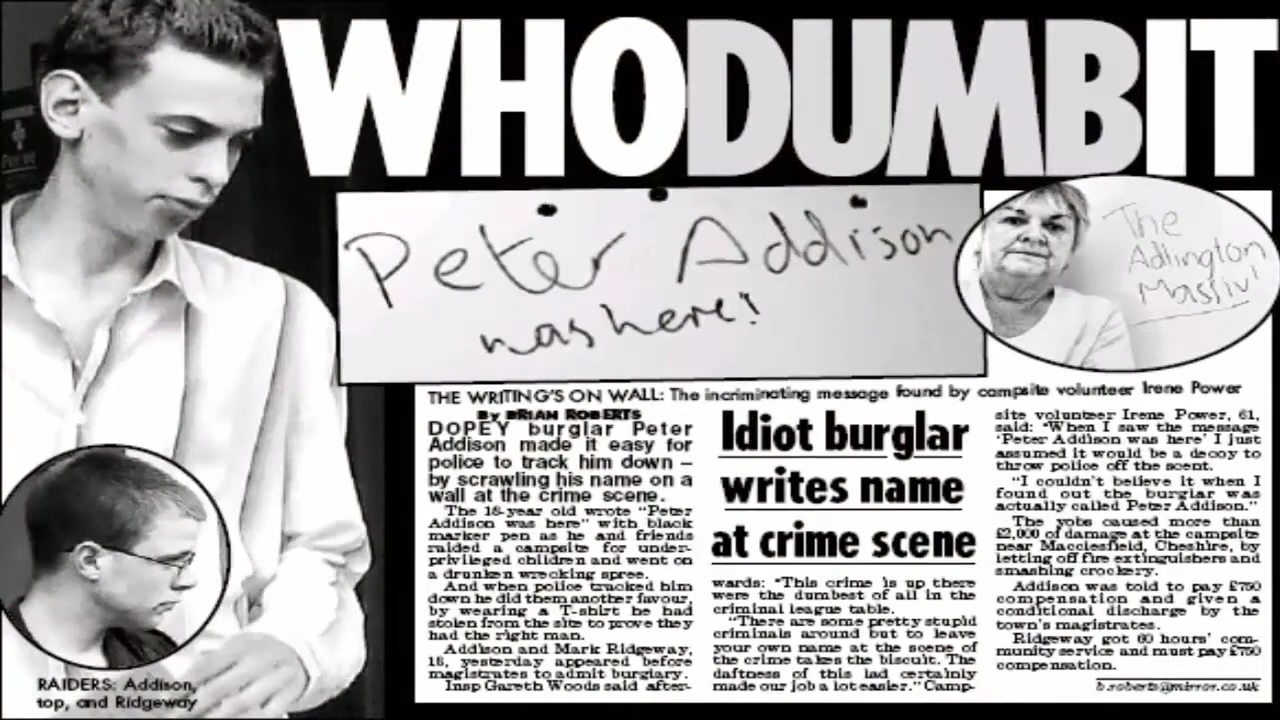 WHODUMBIT
Peter Addison
was here!
The
Adlington
Massiv'
THE WRITING'S ON WALL: The incriminating message found by campsite volunteer Irene Power
By BRIAN ROBERTS
DOPEY burglar Peter
Addison made it easy for
police to track him down –
by scrawling his name on a
wall at the crime scene.
The 18-year old wrote "Peter
Addison was here" with black
marker pen as he and friends
raided a campsite for under-
privileged children and went on
a drunken wrecking spree.
And when police tracked him
down he did them another favour,
by wearing a T-shirt he had
stolen from the site to prove they
had the right man.
Addison and Mark Ridgeway,
18, yesterday appeared before
magistrates to admit burglary.
Insp Gareth Woods said after-
Idiot burglar
writes name
at crime scene
wards: "This crime is up there
were the dumbest of all in the
criminal league table.
"There are some pretty stupid
criminals around but to leave
your own name at the scene of
the crime takes the biscuit. The
daftness of this lad certainly
made our job a lot easier." Camp-
site volunteer Irene Power, 61,
said: "When I saw the message
'Peter Addison was here' I just
assumed it would be a decoy to
throw police off the scent.
"I couldn't believe it when I
found out the burglar was
actually called Peter Addison."
The yobs caused more than
£2,000 of damage at the campsite
near Macclesfield, Cheshire, by
letting off fire extinguishers and
smashing crockery.
Addison was told to pay £750
compensation and given a
conditional discharge by the
town's magistrates.
Ridgeway got 60 hours' com-
munity service and must pay £750
compensation.
b.roberts@mirror.co.uk
RAIDERS: Addison,
top, and Ridgeway